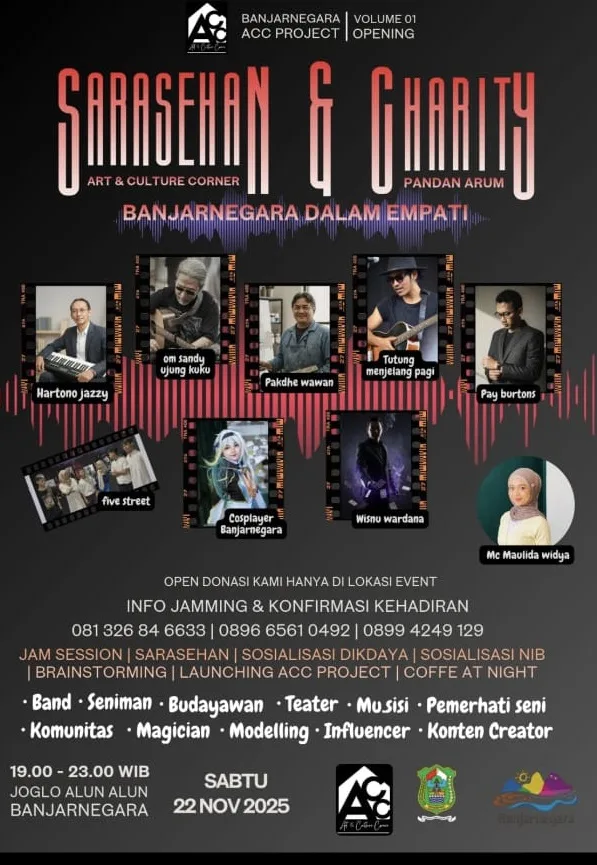 BANJARNEGARA
ACC PROJECT
VOLUME 01
OPENING
SARASEHAN & CHARITY
ART & CULTURE CORNER
PANDAN ARUM
BANJARNEGARA DALAM EMPATI
Hartono jazzy
om sandy
ujung kuku
Pakdhe wawan
Tutung
menjelang pagi
Pay burtons
five street
Cosplayer
Banjarnegara
Wisnu wardana
Mc Maulida widya
OPEN DONASI KAMI HANYA DI LOKASI EVENT
INFO JAMMING & KONFIRMASI KEHADIRAN
081 326 84 6633 | 0896 6561 0492 | 0899 4249 129
JAM SESSION | SARASEHAN | SOSIALISASI DIKDAYA | SOSIALISASI NIB
| BRAINSTORMING | LAUNCHING ACC PROJECT | COFFE AT NIGHT
· Band · Seniman · Budayawan · Teater · Mu.sisi · Pemerhati seni
· Komunitas · Magician · Modelling · Influencer · Konten Creator
19.00 - 23.00 WIB
JOGLO ALUN ALUN
BANJARNEGARA
SABTU
22 NOV 2025
ACC
Art & Culture Corner
Banjarnegara